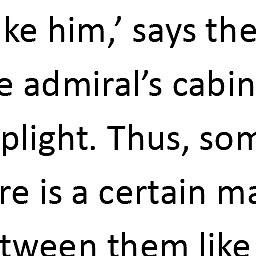 ke him,’ says the
e admiral’s cabin
plight. Thus, som
re is a certain ma
tween them like